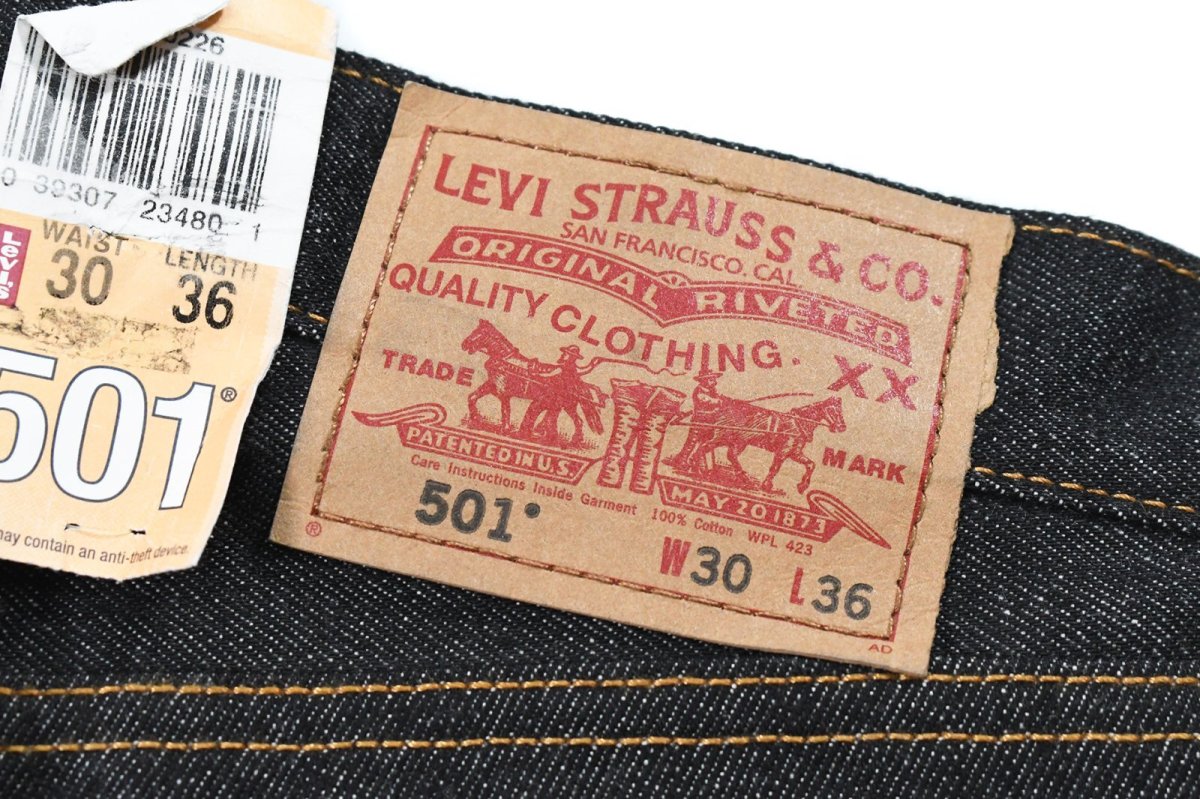 0226
0 39307 23480 1
Levi's
WAIST 30
LENGTH 36
501®
may contain an anti-theft device.
LEVI STRAUSS & CO.
SAN FRANCISCO. CAL.
ORIGINAL RIVETED
QUALITY CLOTHING. XX
TRADE MARK
PATENTED IN U.S. MAY 20 1873
Care Instructions Inside Garment 100% Cotton WPL 423
501
W30 L36
®
AD